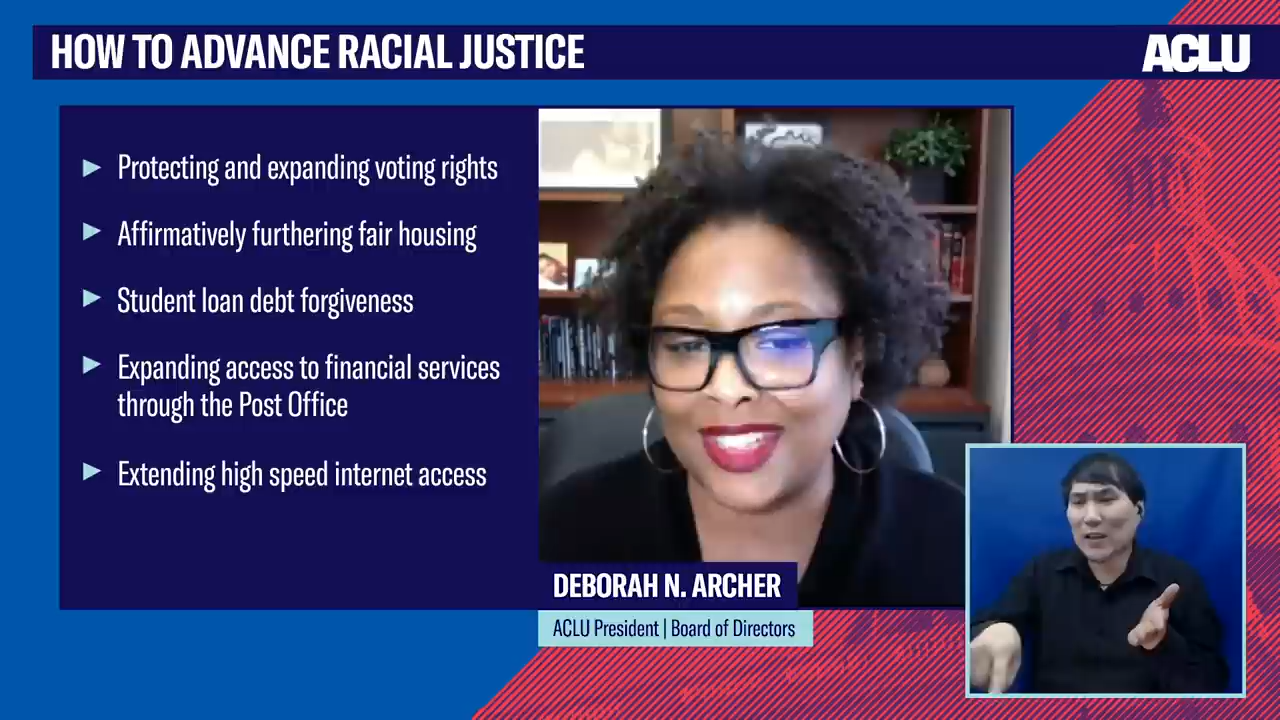 HOW TO ADVANCE RACIAL JUSTICE
ACLU
Protecting and expanding voting rights
Affirmatively furthering fair housing
Student loan debt forgiveness
Expanding access to financial services
through the Post Office
Extending high speed internet access
DEBORAH N. ARCHER
ACLU President | Board of Directors